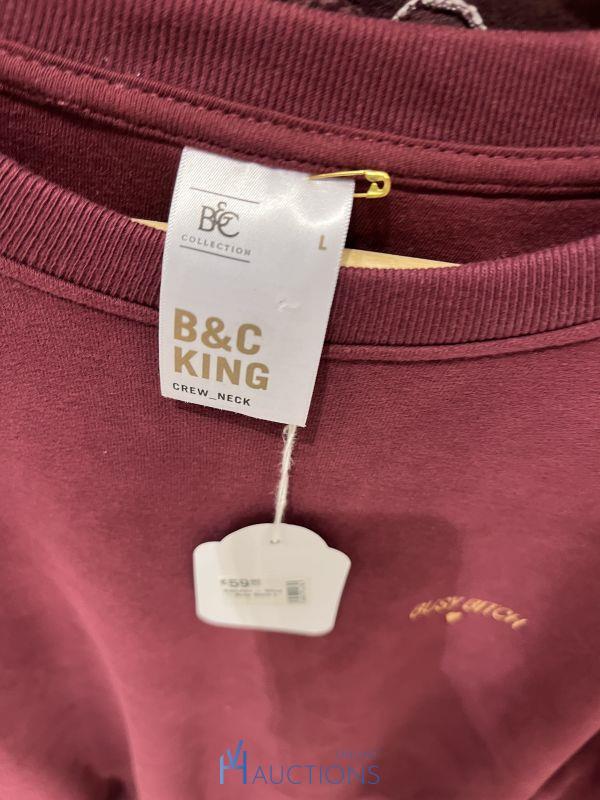 B&C
COLLECTION
L
B&C
KING
CREW_NECK
59
BUSY BITCH
AUCTIONS